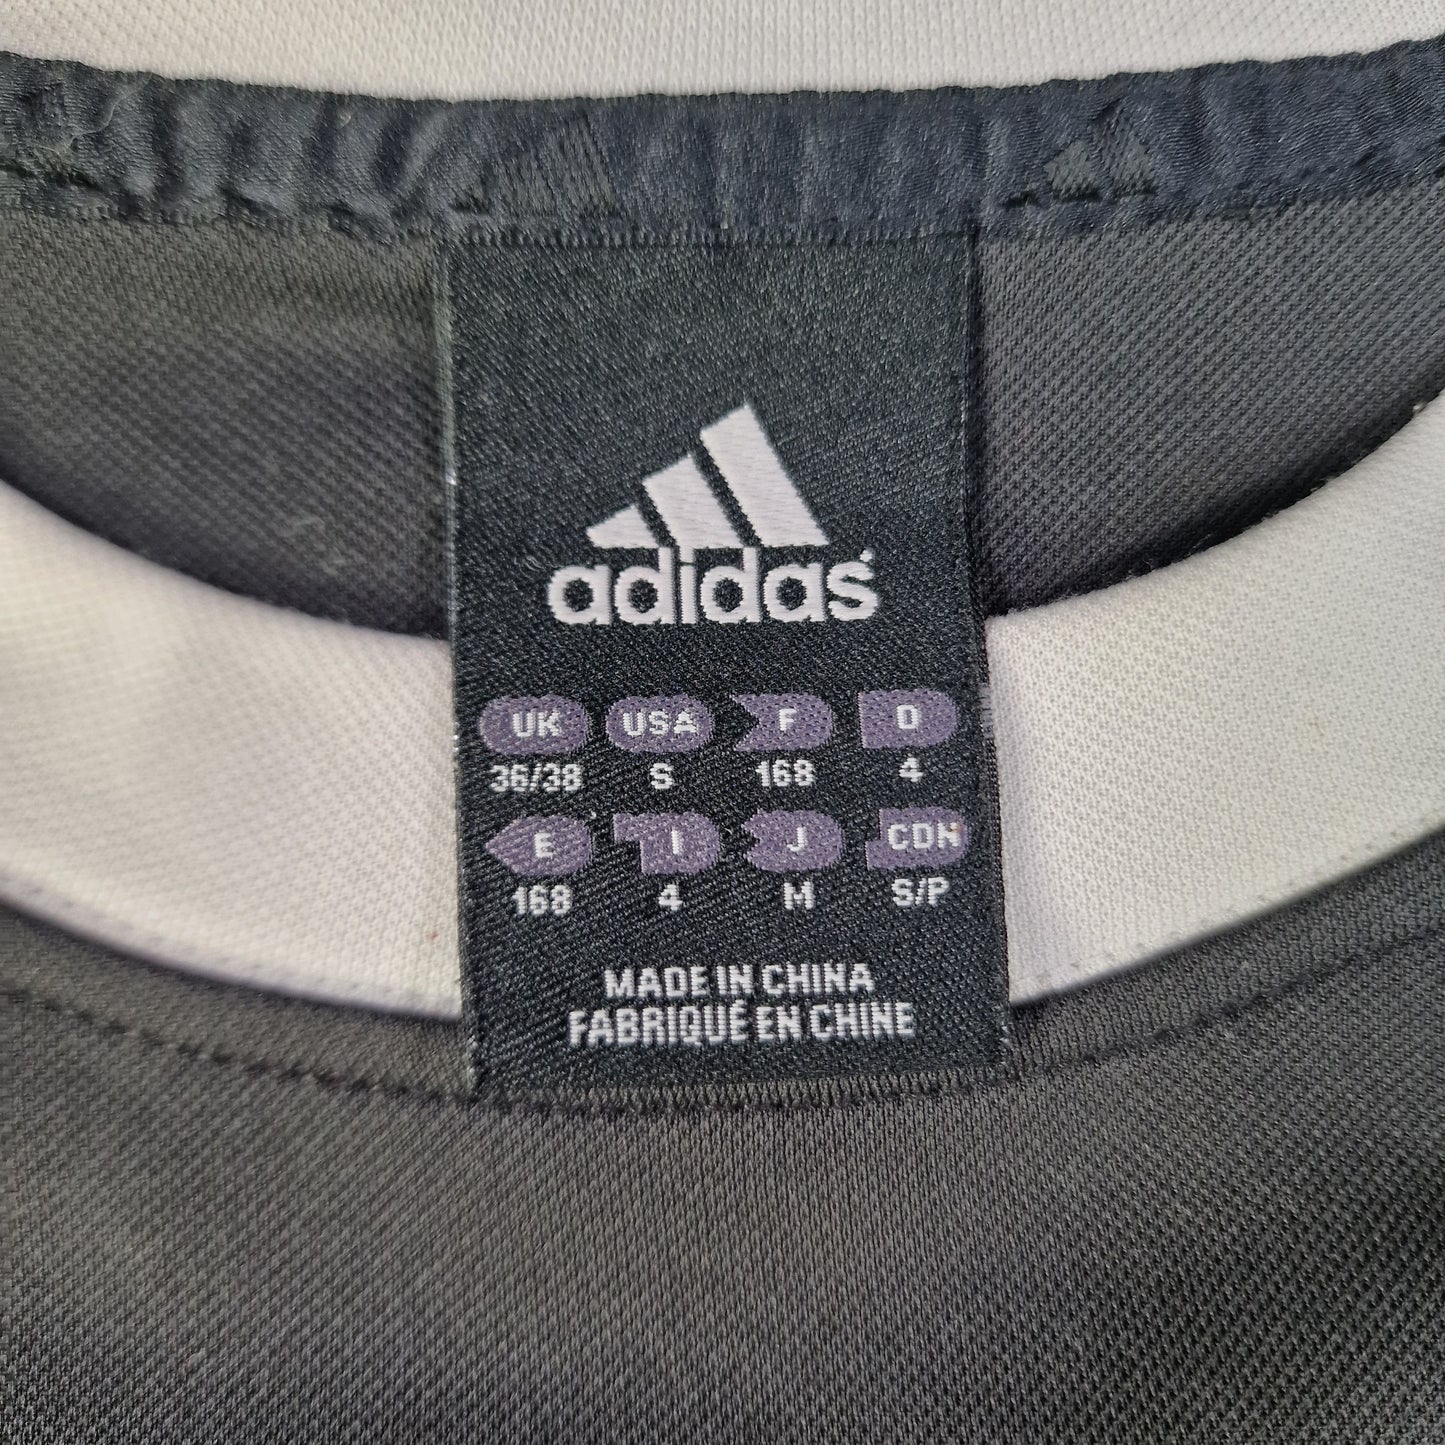 adidas
UK USA F D
36/38 S 168 4
E I J CDN
168 4 M S/P
MADE IN CHINA
FABRIQUÉ EN CHINE